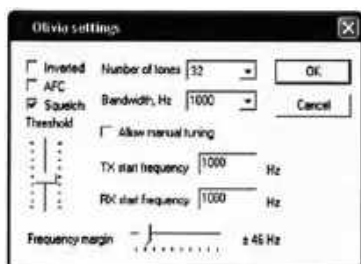 Olivia settings
Inverted
Number of tones 32
OK
AFC
Squelch
Bandwidth, Hz 1000
Cancel
Threshold
Allow manual tuning
TX start frequency 1000 Hz
RX start frequency 1000 Hz
Frequency margin ± 46 Hz